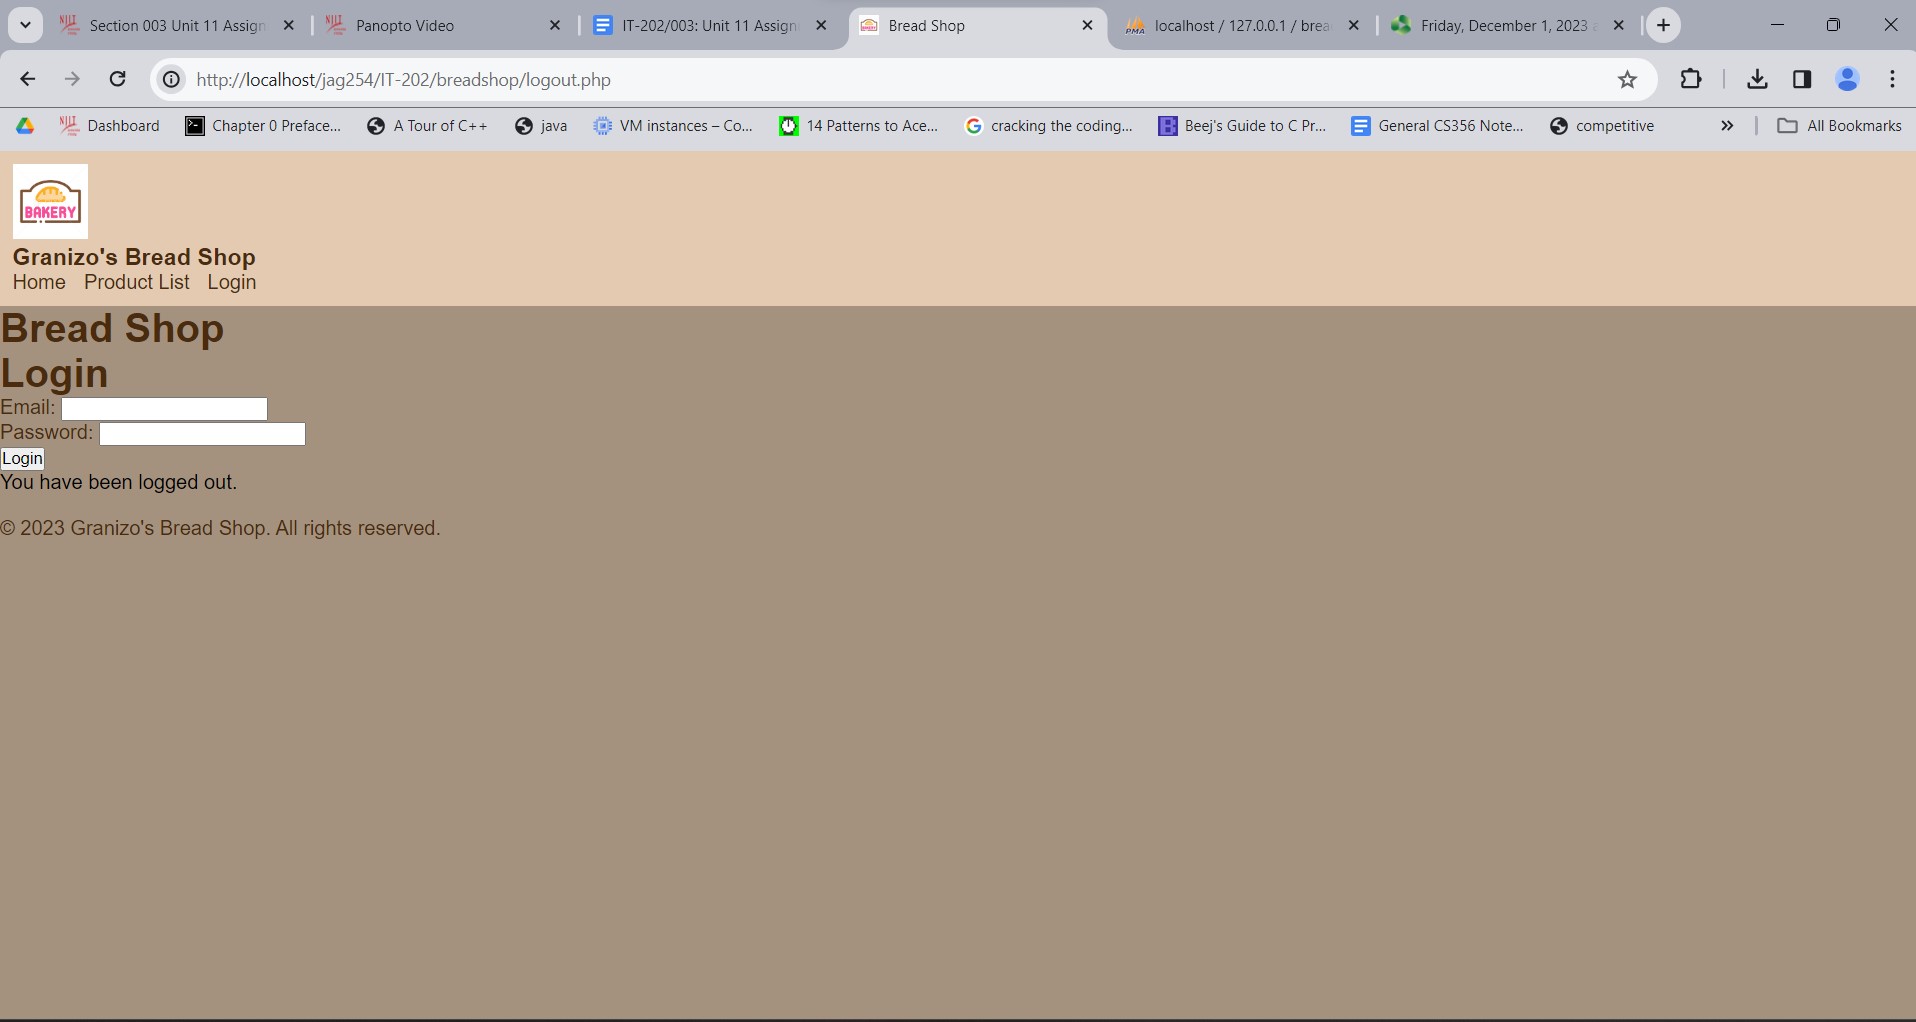 Section 003 Unit 11 Assign
Panopto Video
IT-202/003: Unit 11 Assign
Bread Shop
localhost / 127.0.0.1 / brea
Friday, December 1, 2023
http://localhost/jag254/IT-202/breadshop/logout.php
Dashboard
Chapter 0 Preface...
A Tour of C++
java
VM instances – Co...
14 Patterns to Ace...
cracking the coding...
Beej's Guide to C Pr...
General CS356 Note...
competitive
All Bookmarks
BAKERY
Granizo's Bread Shop
Home Product List Login
Bread Shop
Login
Email:
Password:
Login
You have been logged out.
© 2023 Granizo's Bread Shop. All rights reserved.